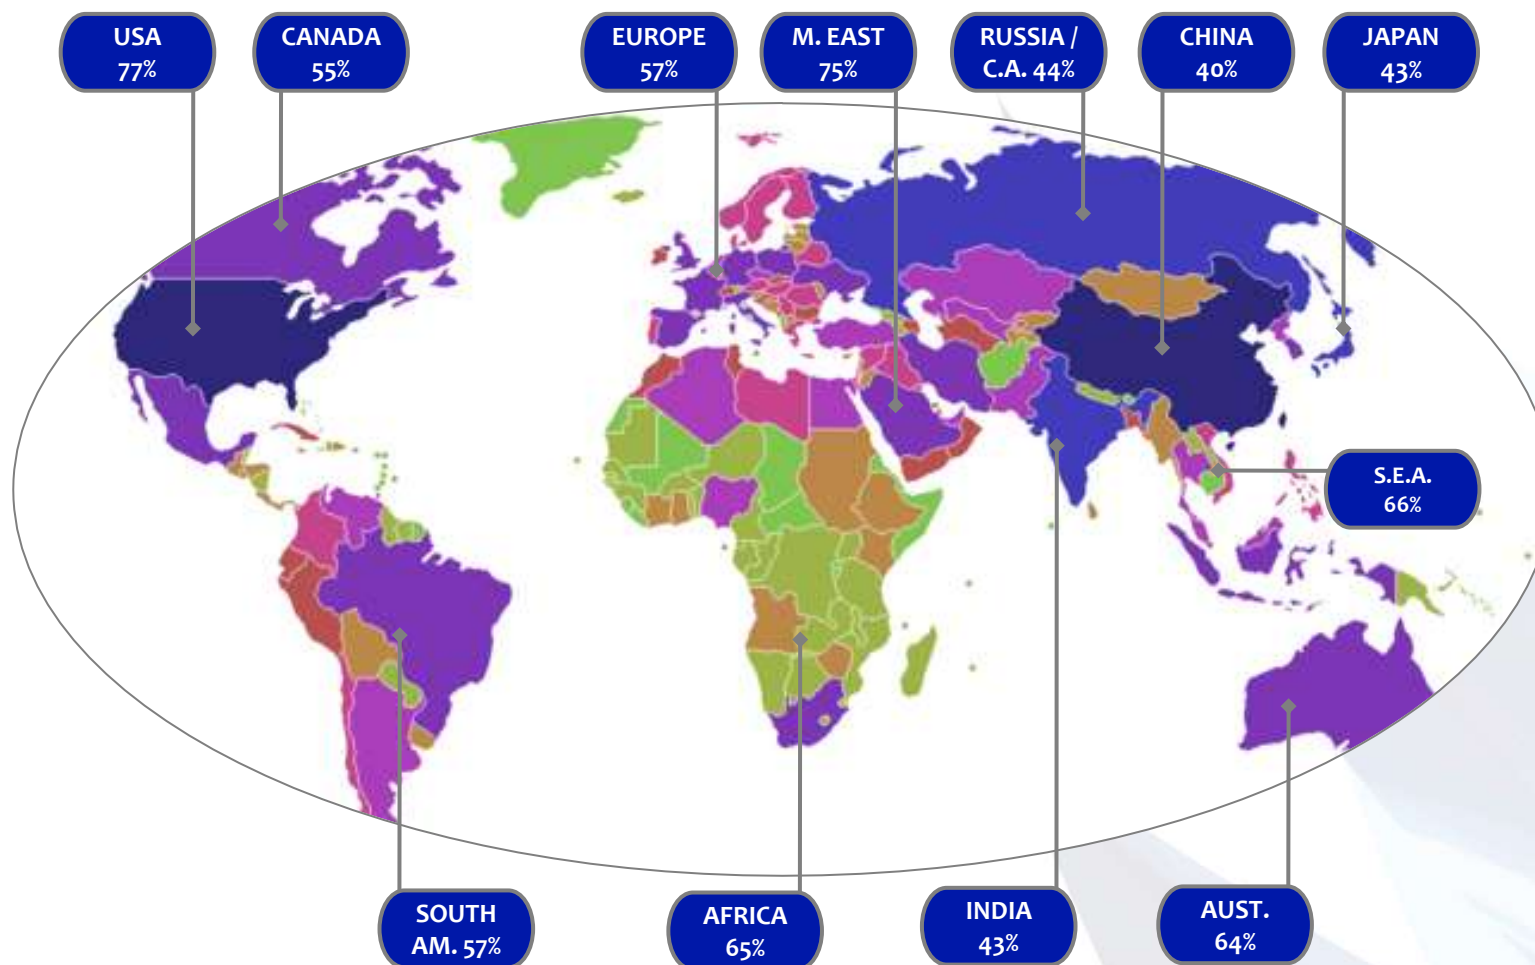 USA
77%
CANADA
55%
EUROPE
57%
M. EAST
75%
RUSSIA /
C.A. 44%
CHINA
40%
JAPAN
43%
S.E.A.
66%
SOUTH
AM. 57%
AFRICA
65%
INDIA
43%
AUST.
64%